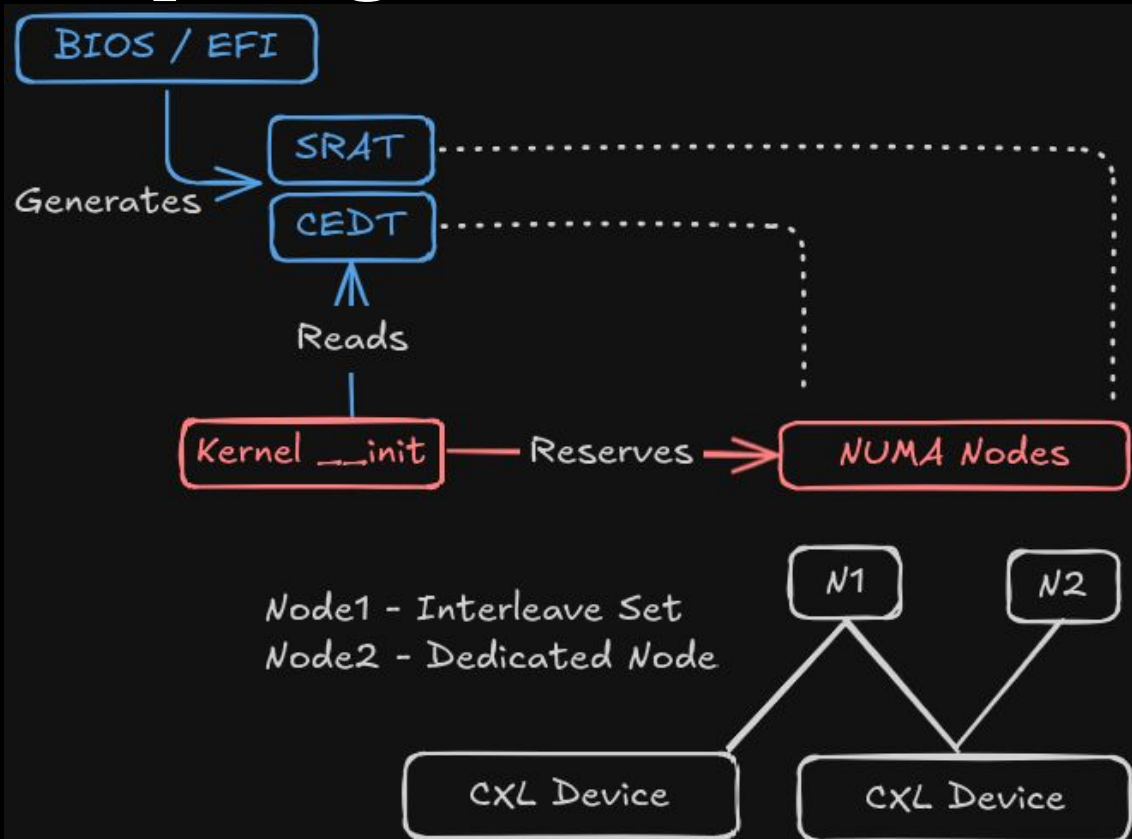 BIOS / EFI
SRAT
Generates
CEDT
Reads
Kernel __init
Reserves
NUMA Nodes
N1
N2
Node1 - Interleave Set
Node2 - Dedicated Node
CXL Device
CXL Device